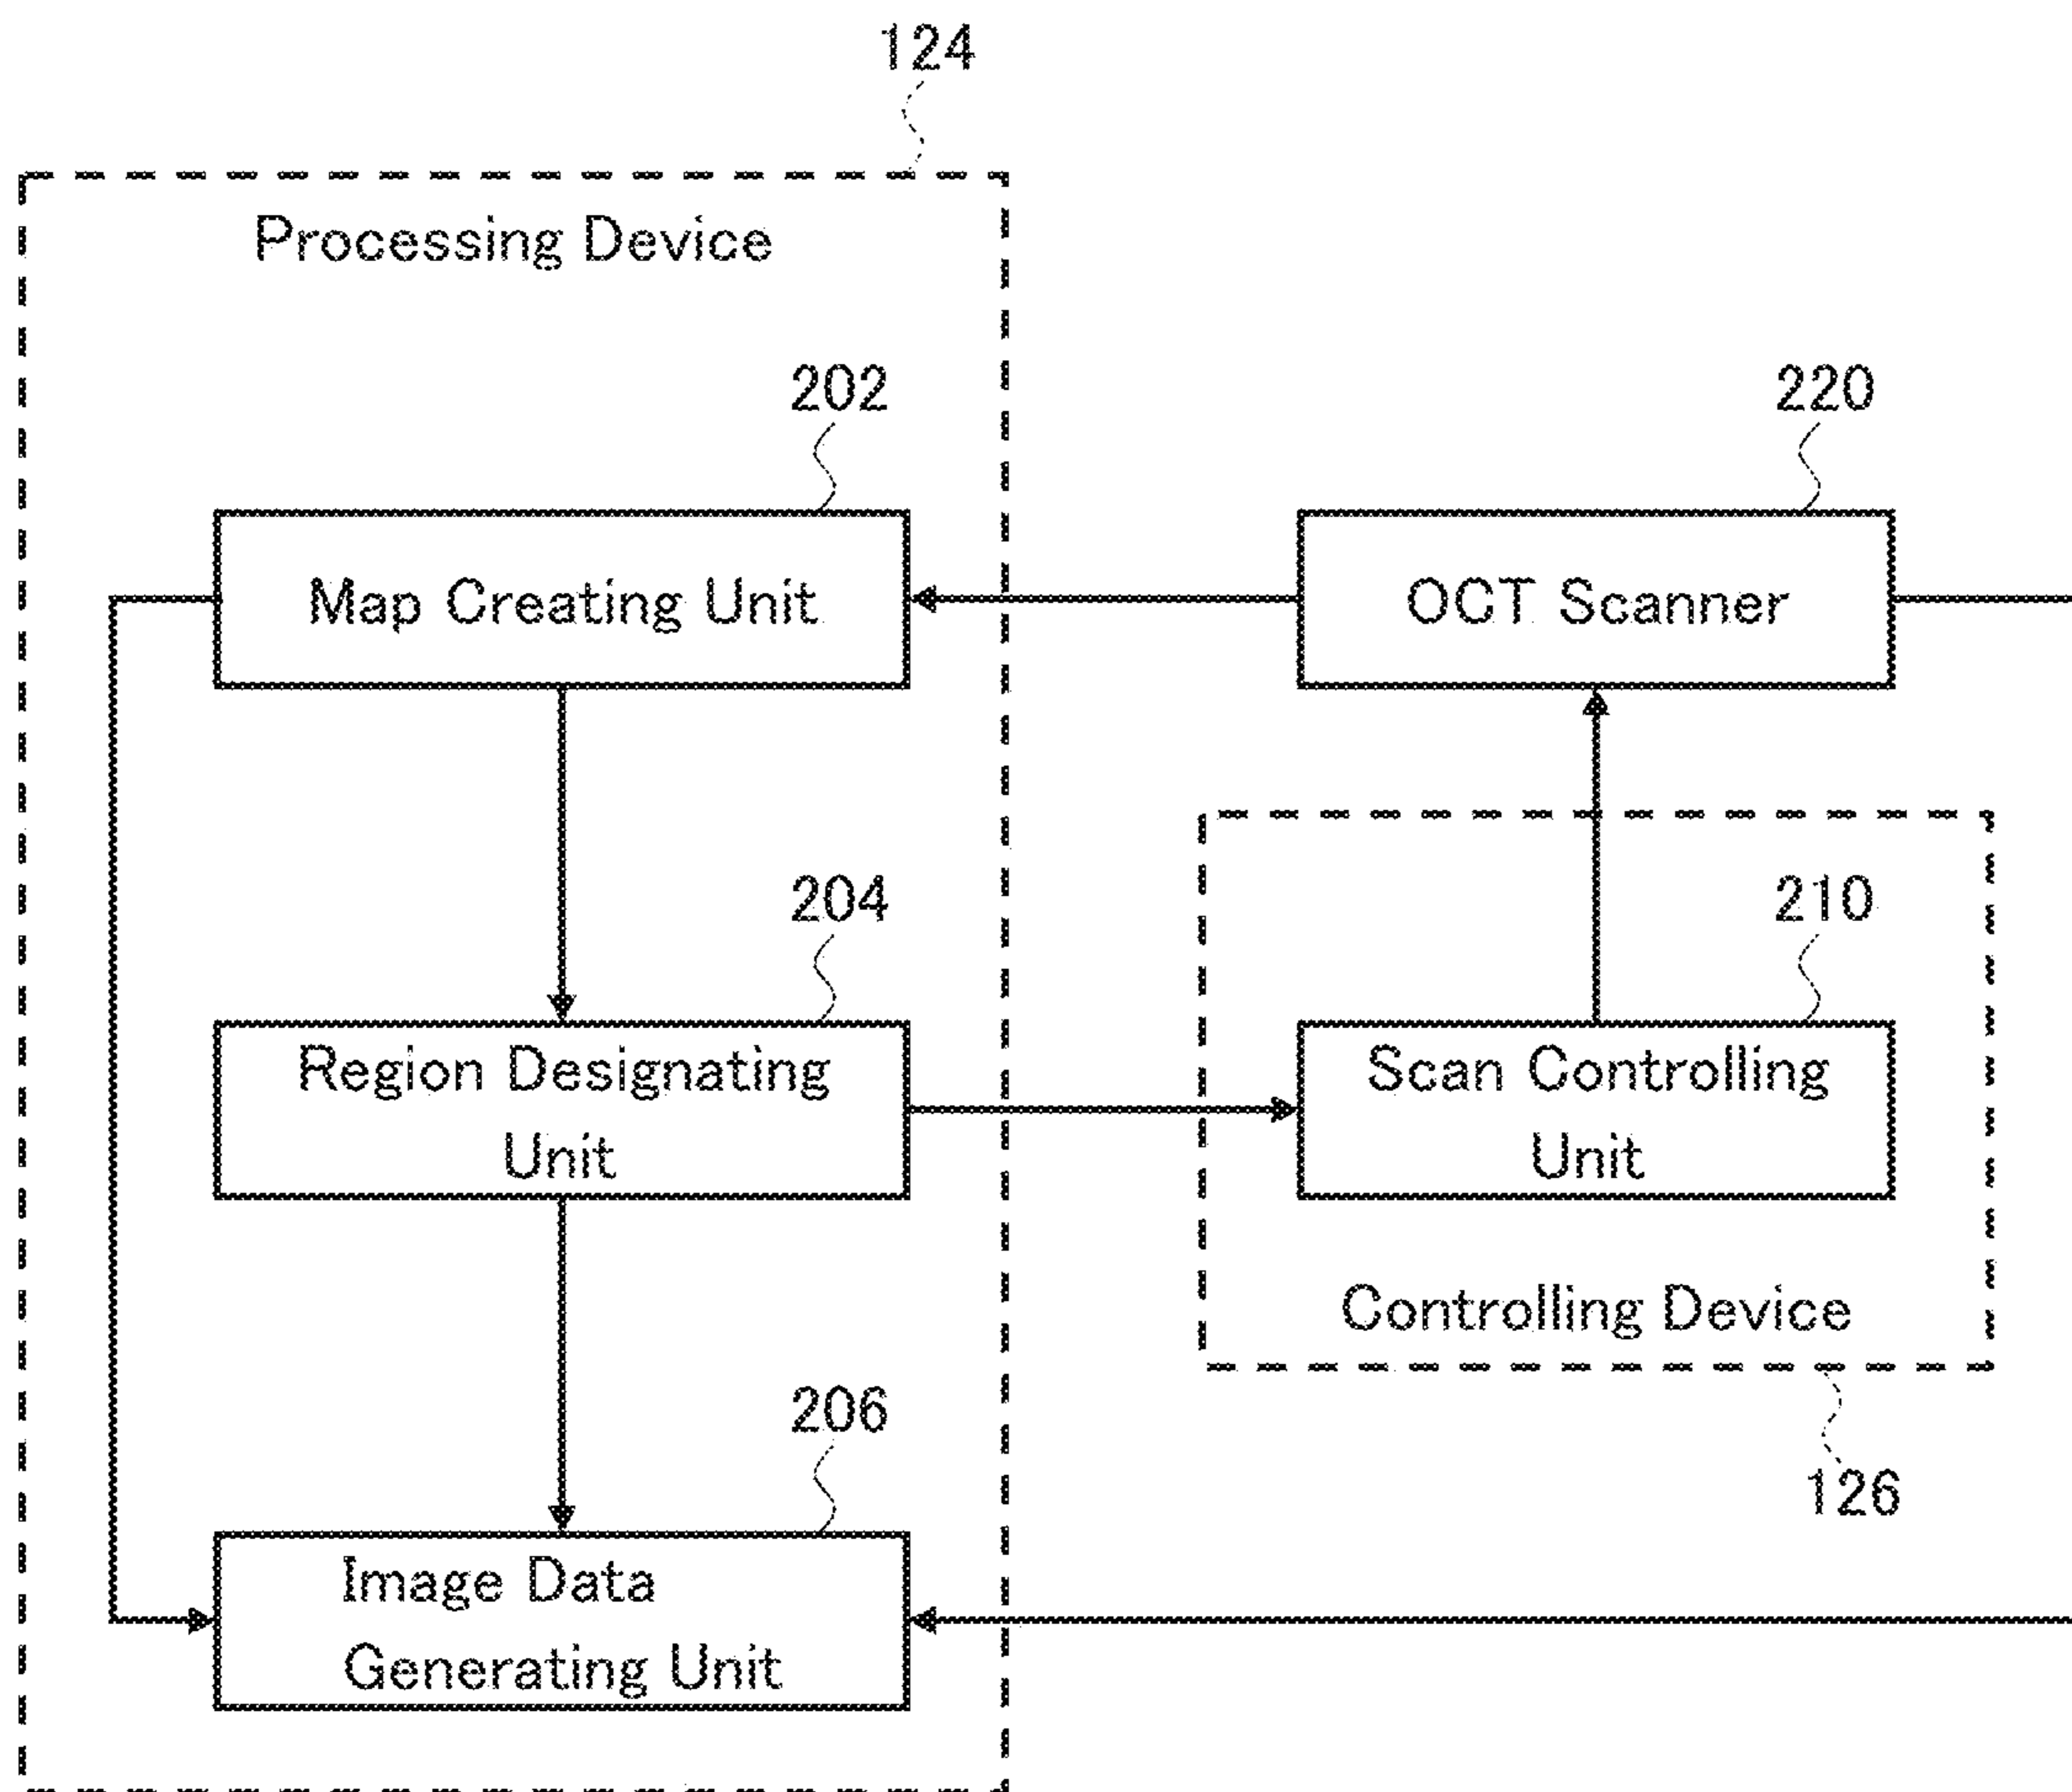 124
Processing Device
202
220
Map Creating Unit
OCT Scanner
204
210
Region Designating
Unit
Scan Controlling
Unit
Controlling Device
206
126
Image Data
Generating Unit